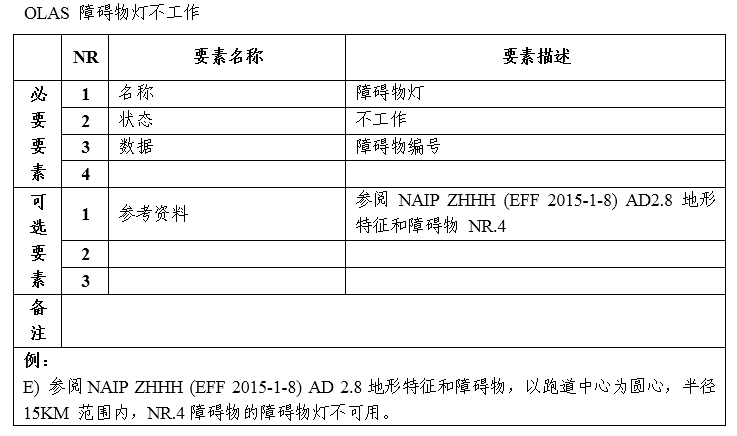 OLAS 障碍物灯不工作
NR 要素名称 要素描述
必要要素
1 名称 障碍物灯
2 状态 不工作
3 数据 障碍物编号
4
可选要素
1 参考资料 参阅 NAIP ZHHH (EFF 2015-1-8) AD2.8 地形
特征和障碍物 NR.4
2
3
备注
例：
E) 参阅NAIP ZHHH (EFF 2015-1-8) AD 2.8 地形特征和障碍物，以跑道中心为圆心，半径
15KM 范围内，NR.4障碍物的障碍物灯不可用。